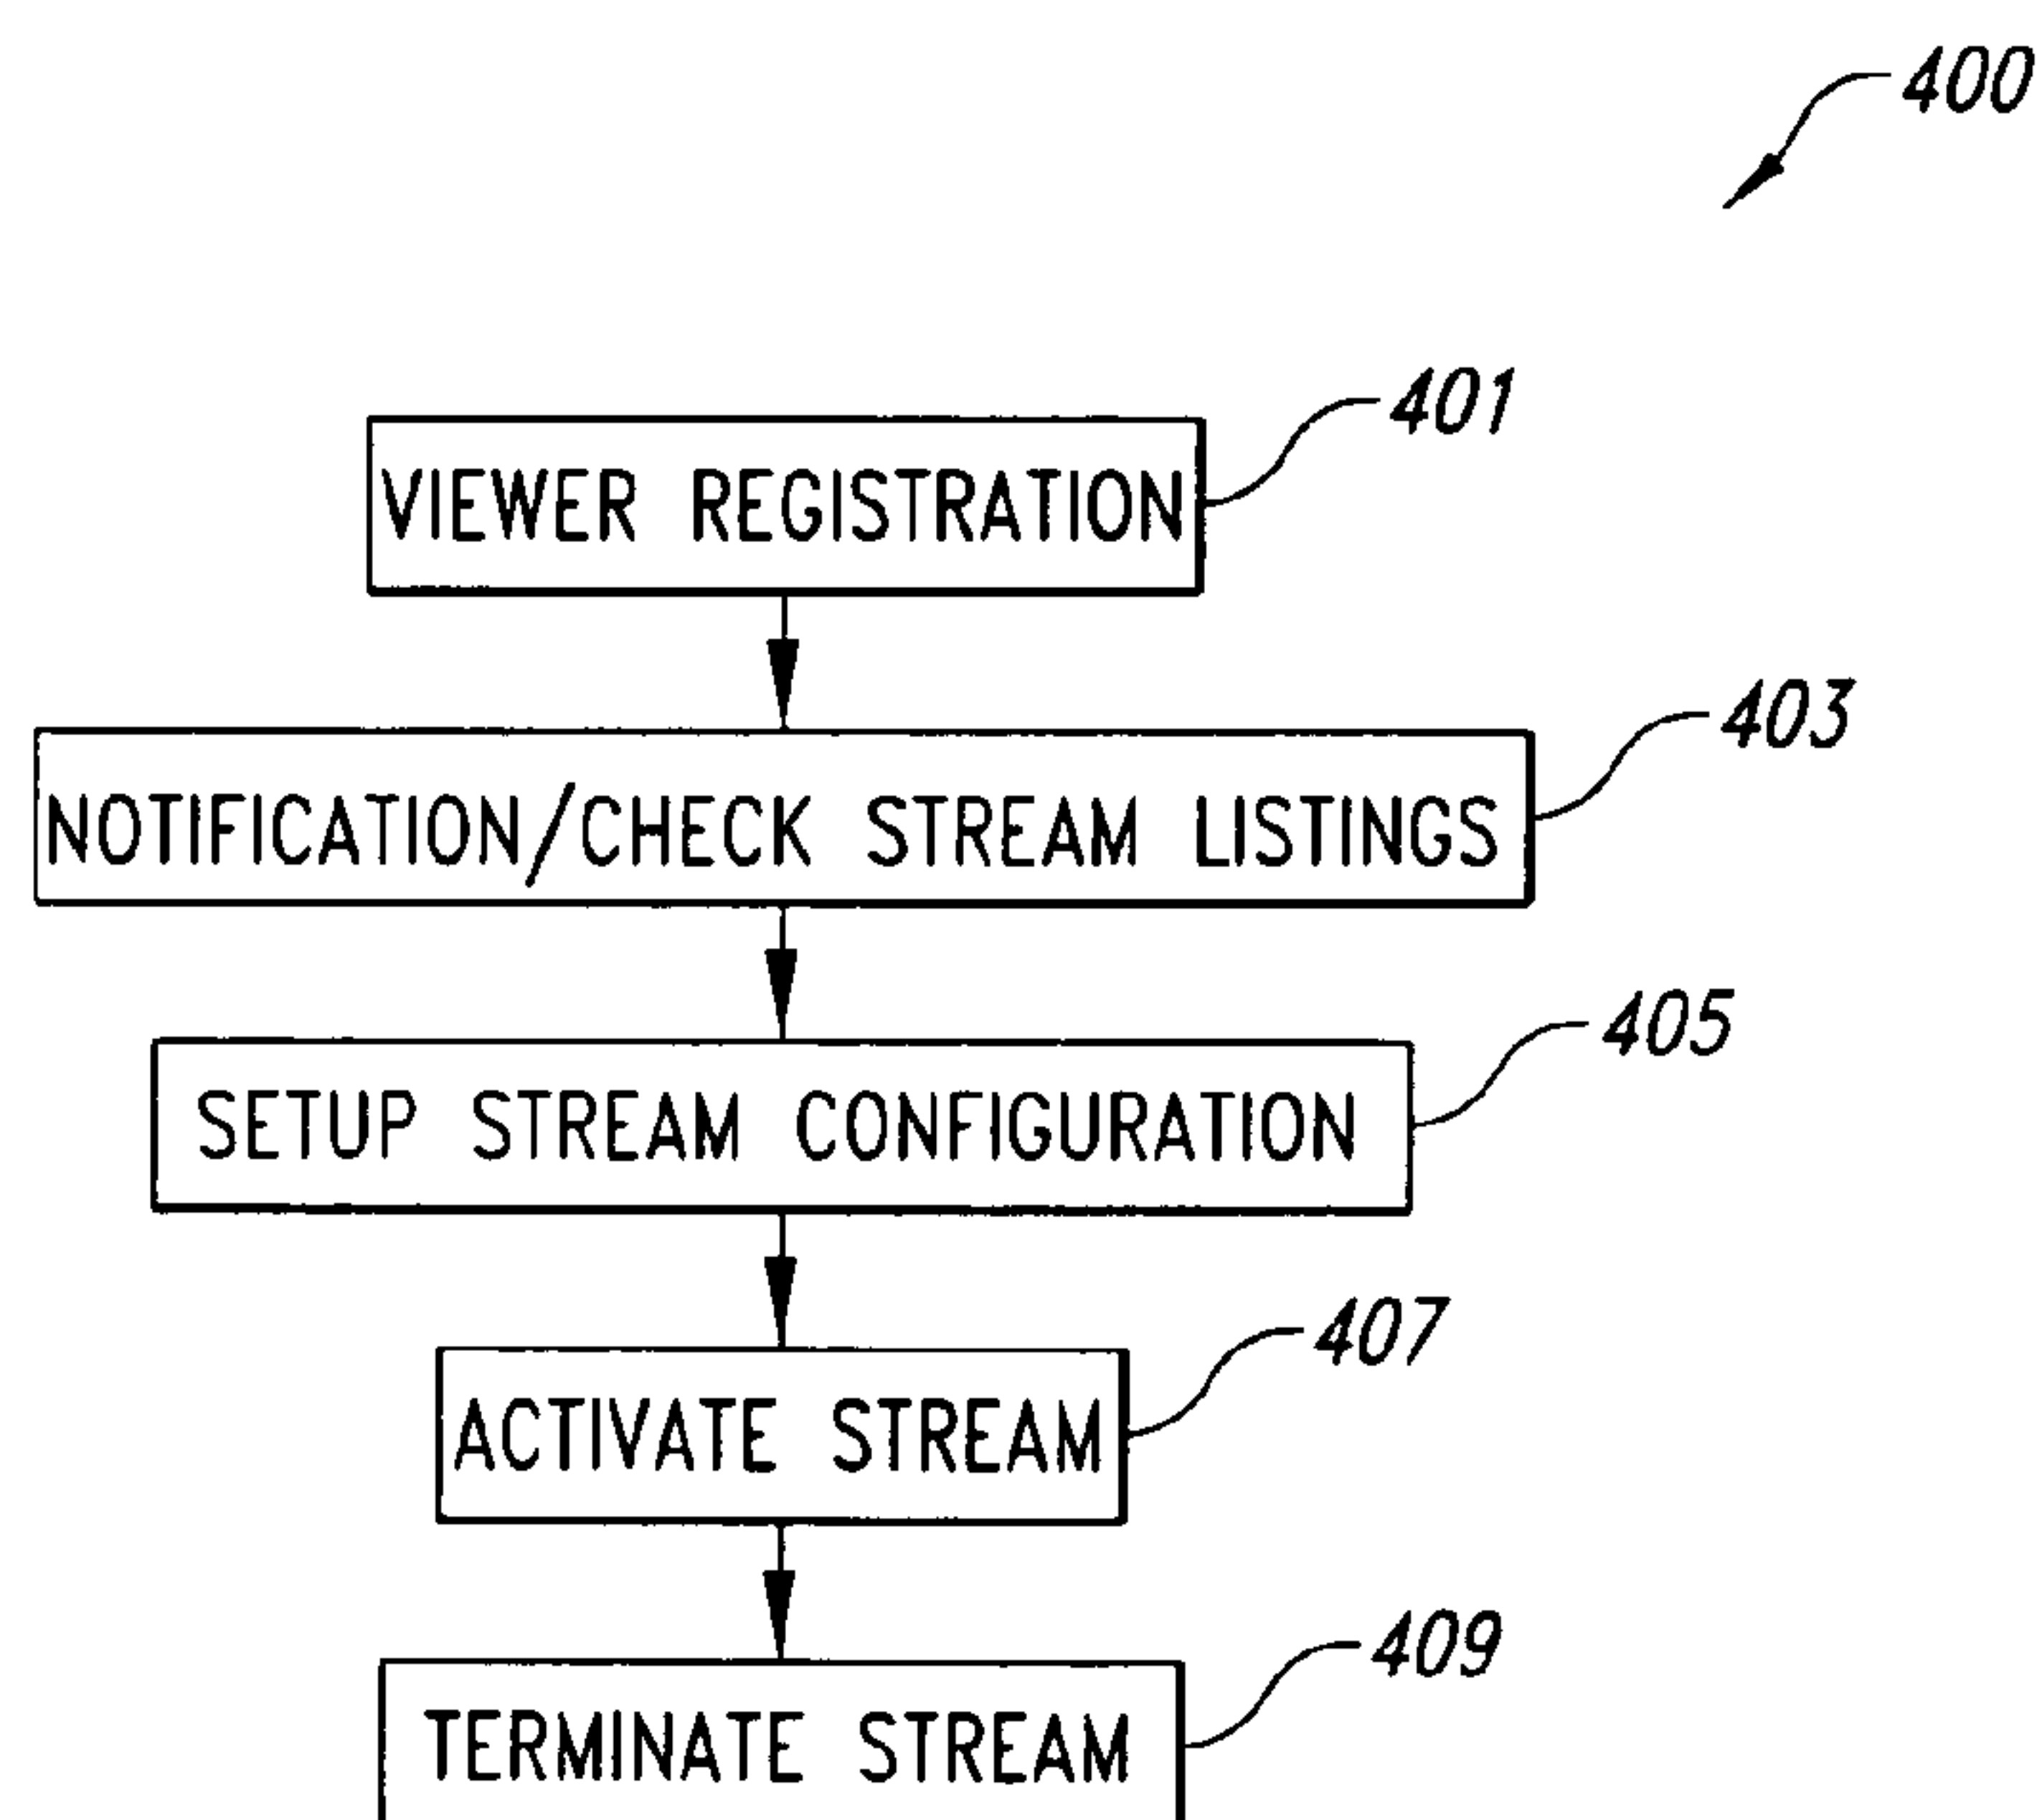 400
401
VIEWER REGISTRATION
403
NOTIFICATION/CHECK STREAM LISTINGS
405
SETUP STREAM CONFIGURATION
407
ACTIVATE STREAM
409
TERMINATE STREAM